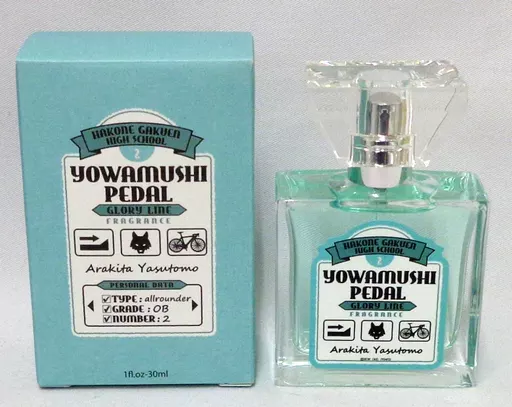 HAKONE GAKUEN
HIGH SCHOOL
2
YOWAMUSHI
PEDAL
GLORY LINE
FRAGRANCE
Arakita Yasutomo
PERSONAL DATA
TYPE : allrounder
GRADE : OB
NUMBER : 2
1fl.oz-30ml
HAKONE GAKUEN
HIGH SCHOOL
2
YOWAMUSHI
PEDAL
GLORY LINE
FRAGRANCE
Arakita Yasutomo